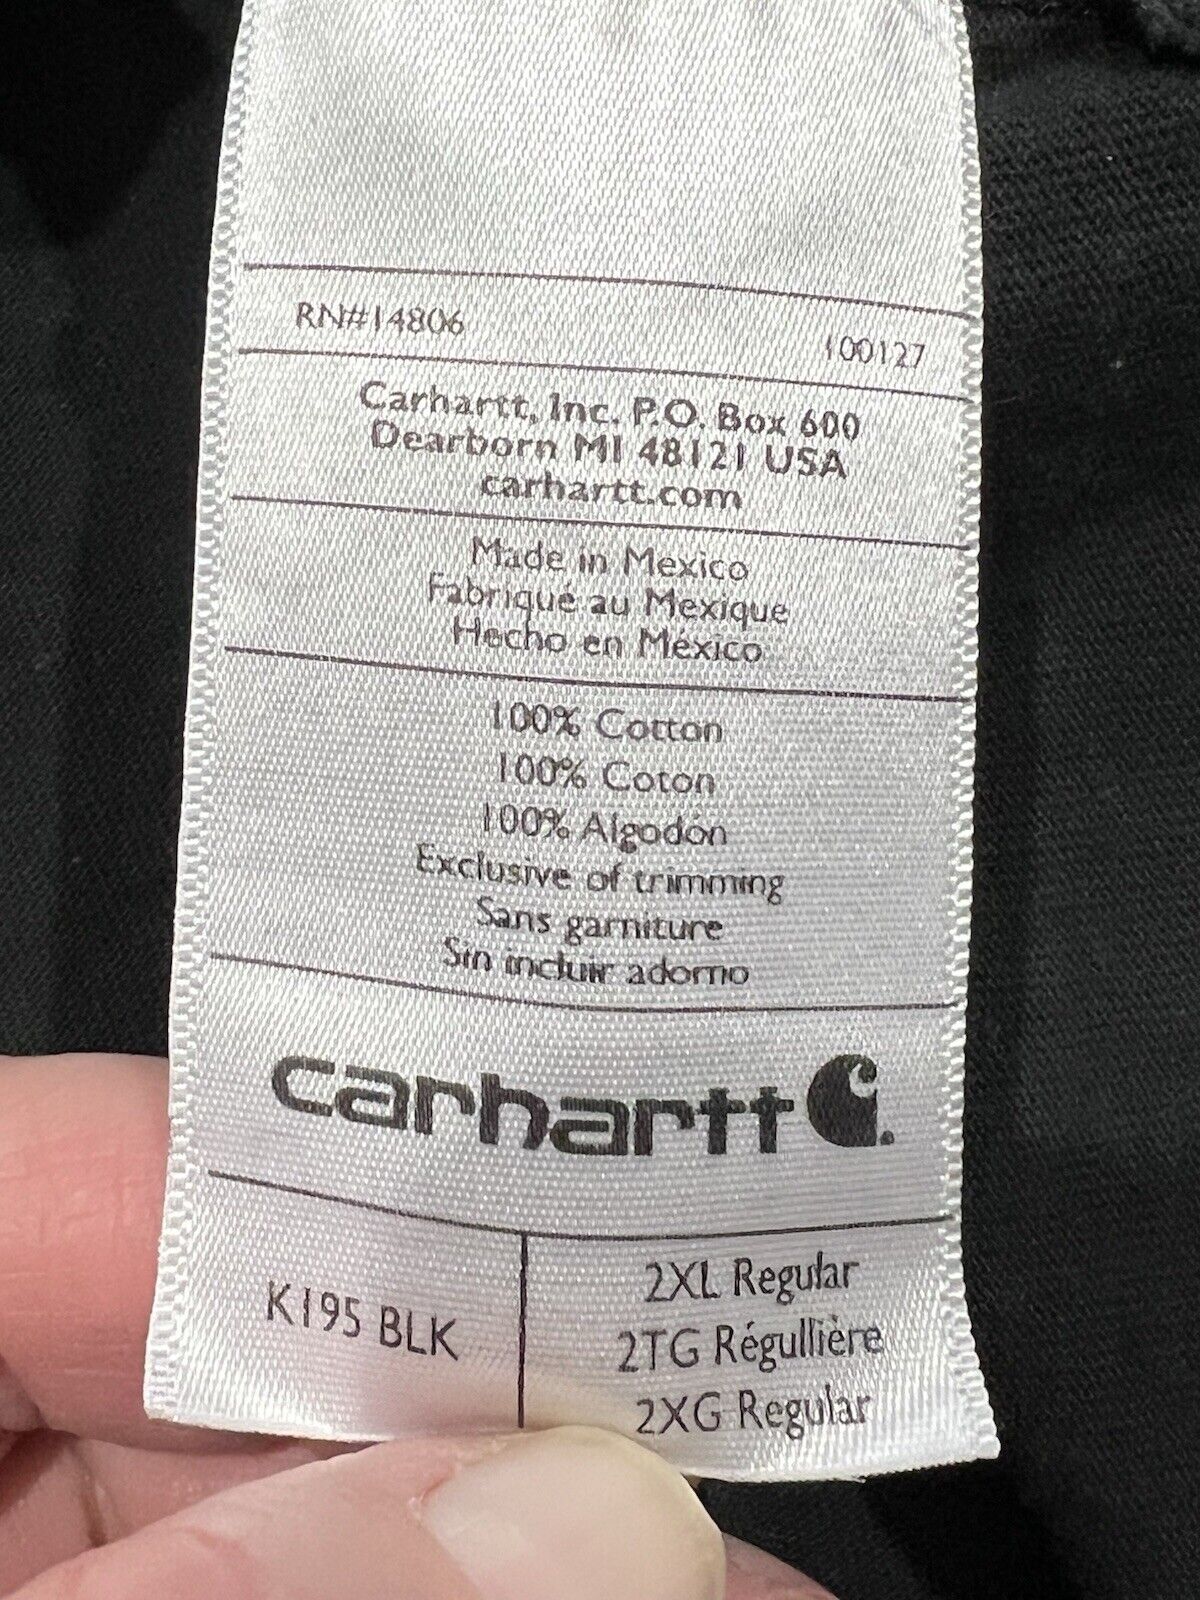 RN#14806 100127
Carhartt, Inc. P.O. Box 600
Dearborn MI 48121 USA
carhartt.com
Made in Mexico
Fabriqué au Mexique
Hecho en México
100% Cotton
100% Coton
100% Algodón
Exclusive of trimming
Sans garniture
Sin incluir adorno
carhartt
K195 BLK
2XL Regular
2TG Régullière
2XG Regular